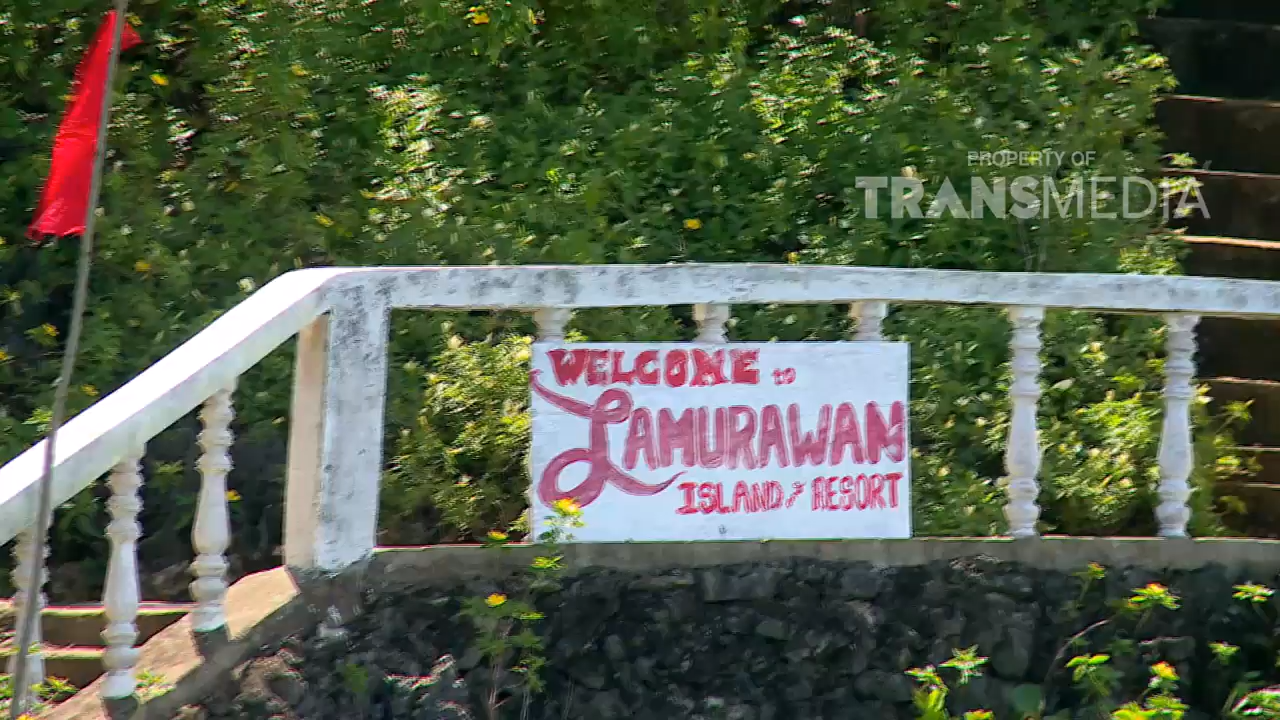 PROPERTY OF
TRANSMEDIA
WELCOME to
LAMURAWAN
ISLAND / RESORT